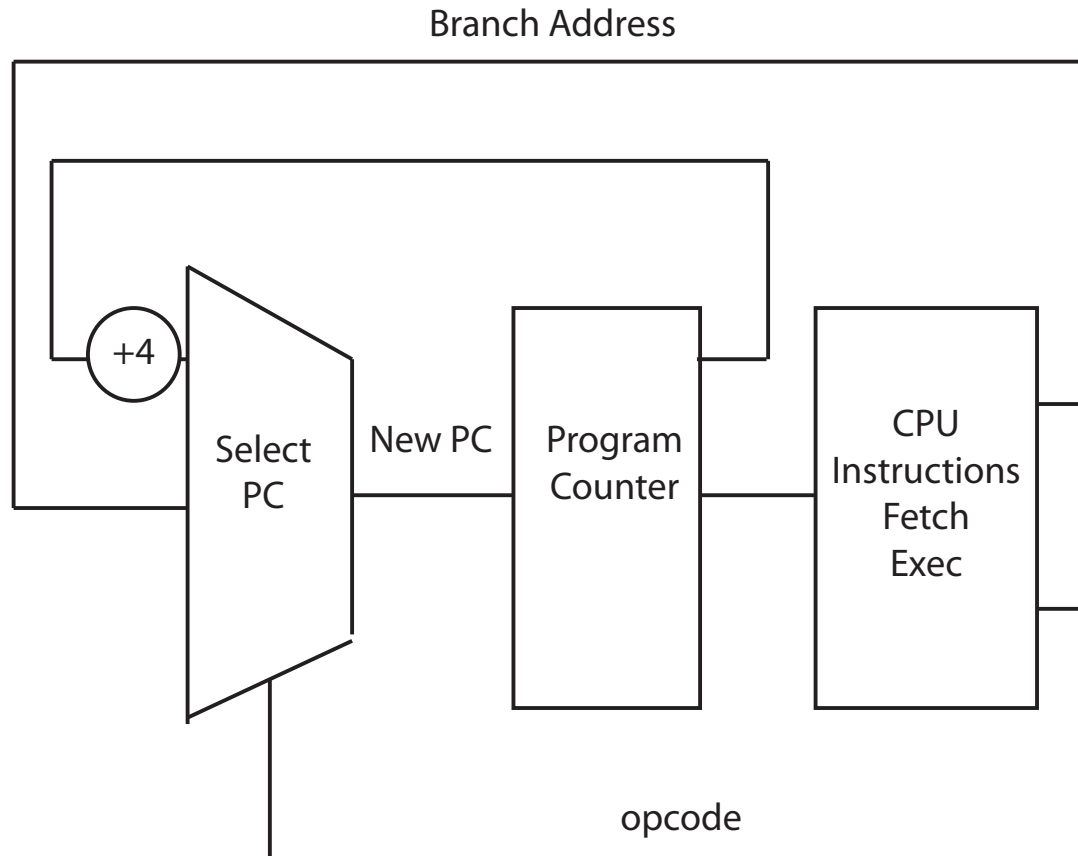 Branch Address
+4
Select
PC
New PC
Program
Counter
CPU
Instructions
Fetch
Exec
opcode